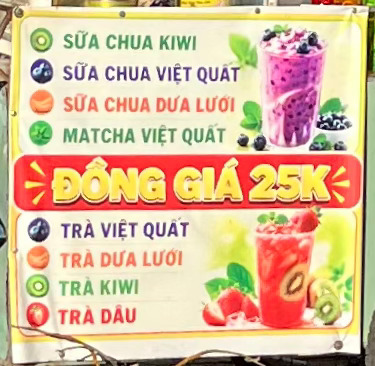 SỮA CHUA KIWI
SỮA CHUA VIỆT QUẤT
SỮA CHUA DƯA LƯỚI
MATCHA VIỆT QUẤT
ĐỒNG GIÁ 25K
TRÀ VIỆT QUẤT
TRÀ DƯA LƯỚI
TRÀ KIWI
TRÀ DÂU